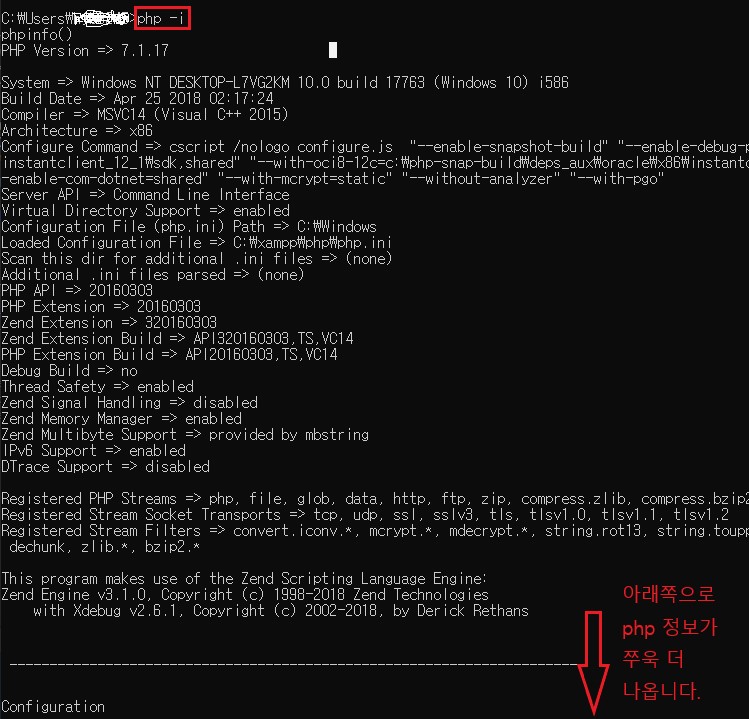 C:\Users\ >php -i
phpinfo()
PHP Version => 7.1.17
System => Windows NT DESKTOP-L7VG2KM 10.0 build 17763 (Windows 10) i586
Build Date => Apr 25 2018 02:17:24
Compiler => MSVC14 (Visual C++ 2015)
Architecture => x86
Configure Command => cscript /nologo configure.js  "--enable-snapshot-build" "--enable-debug-p
instantclient_12_1₩sdk,shared" "--with-oci8-12c=c:₩php-snap-build₩deps_aux₩oracle₩x86₩instantc
-enable-com-dotnet=shared" "--with-mcrypt=static" "--without-analyzer" "--with-pgo"
Server API => Command Line Interface
Virtual Directory Support => enabled
Configuration File (php.ini) Path => C:₩Windows
Loaded Configuration File => C:₩xampp₩php₩php.ini
Scan this dir for additional .ini files => (none)
Additional .ini files parsed => (none)
PHP API => 20160303
PHP Extension => 20160303
Zend Extension => 320160303
Zend Extension Build => API320160303,TS,VC14
PHP Extension Build => API20160303,TS,VC14
Debug Build => no
Thread Safety => enabled
Zend Signal Handling => disabled
Zend Memory Manager => enabled
Zend Multibyte Support => provided by mbstring
IPv6 Support => enabled
DTrace Support => disabled
Registered PHP Streams => php, file, glob, data, http, ftp, zip, compress.zlib, compress.bzip2
Registered Stream Socket Transports => tcp, udp, ssl, sslv3, tls, tlsv1.0, tlsv1.1, tlsv1.2
Registered Stream Filters => convert.iconv.*, mcrypt.*, mdecrypt.*, string.rot13, string.toupp
dechunk, zlib.*, bzip2.*
This program makes use of the Zend Scripting Language Engine:
Zend Engine v3.1.0, Copyright (c) 1998-2018 Zend Technologies
with Xdebug v2.6.1, Copyright (c) 2002-2018, by Derick Rethans
아래쪽으로
php 정보가
쭈욱 더
나옵니다.
Configuration